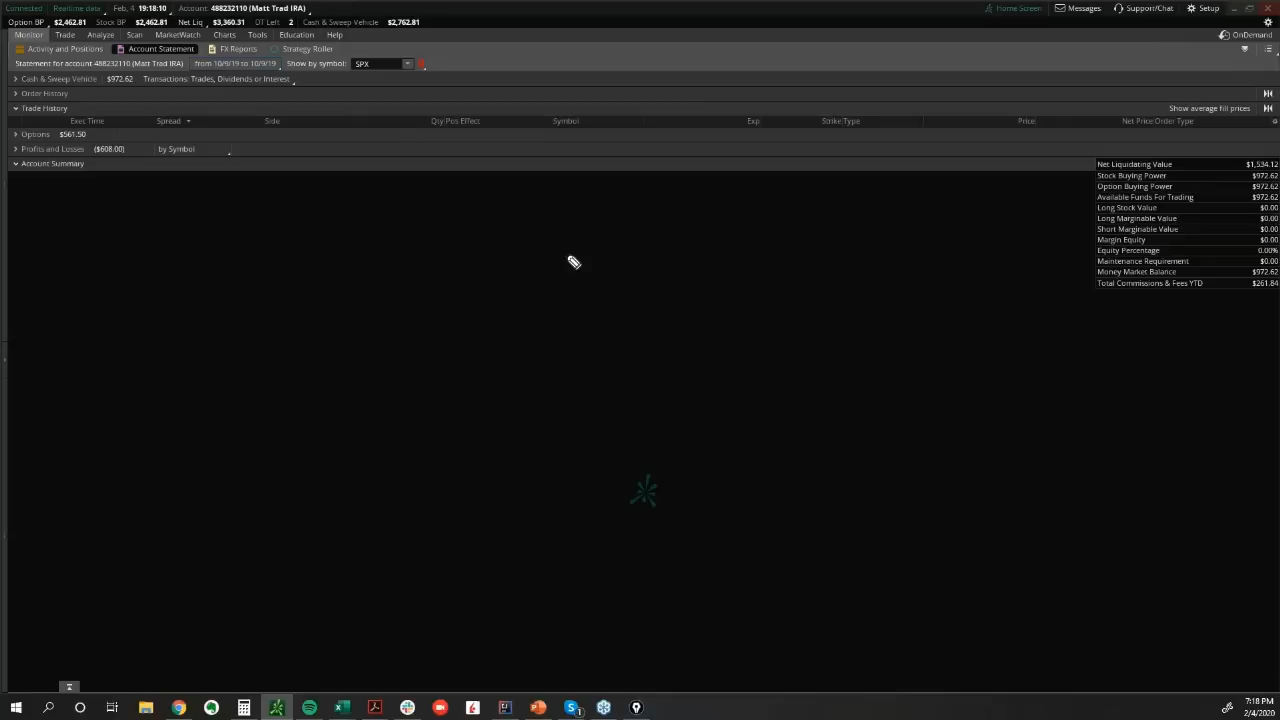 Connected Realtime data Feb, 4 19:18:10 Account: 488232110 (Matt Trad IRA) Home Screen Messages Support/Chat Setup
Option BP $2,462.81 Stock BP $2,462.81 Net Liq $3,360.31 DT Left 2 Cash & Sweep Vehicle $2,762.81
Monitor Trade Analyze Scan MarketWatch Charts Tools Education Help OnDemand
Activity and Positions Account Statement FX Reports Strategy Roller
Statement for account 488232110 (Matt Trad IRA) from 10/9/19 to 10/9/19 Show by symbol: SPX
Cash & Sweep Vehicle $972.62 Transactions: Trades, Dividends or Interest
Order History
Trade History Show average fill prices
Exec Time Spread Side Qty Pos Effect Symbol Exp Strike Type Price Net Price Order Type
Options $561.50
Profits and Losses ($608.00) by Symbol
Account Summary
Net Liquidating Value $1,534.12
Stock Buying Power $972.62
Option Buying Power $972.62
Available Funds For Trading $972.62
Long Stock Value $0.00
Long Marginable Value $0.00
Short Marginable Value $0.00
Margin Equity $0.00
Equity Percentage 0.00%
Maintenance Requirement $0.00
Money Market Balance $972.62
Total Commissions & Fees YTD $261.84
7:18 PM
2/4/2020